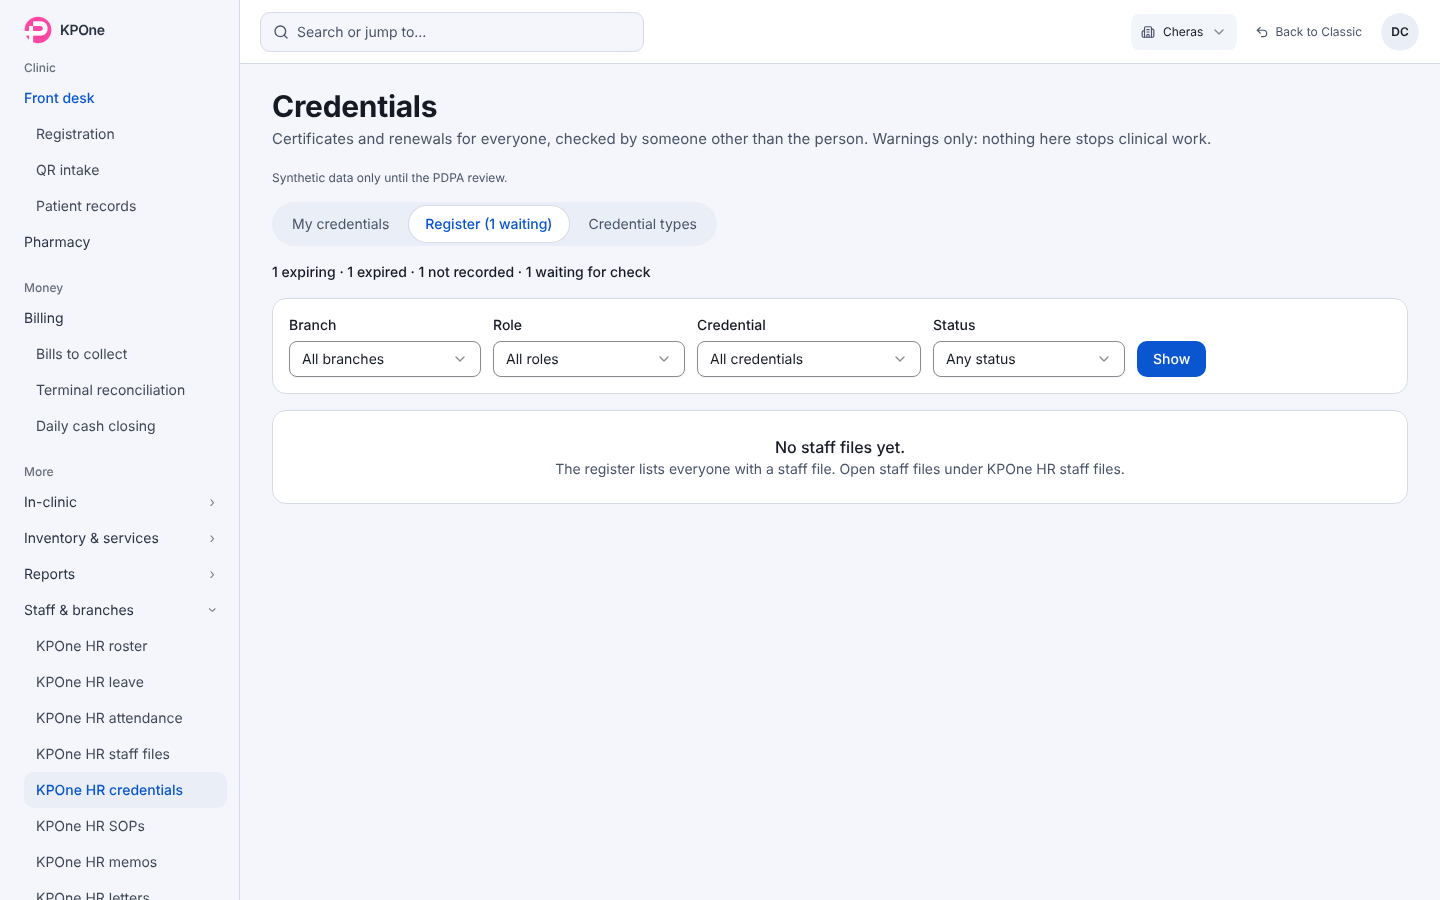 KPOne
Clinic
Front desk
Registration
QR intake
Patient records
Pharmacy
Money
Billing
Bills to collect
Terminal reconciliation
Daily cash closing
More
In-clinic
Inventory & services
Reports
Staff & branches
KPOne HR roster
KPOne HR leave
KPOne HR attendance
KPOne HR staff files
KPOne HR credentials
KPOne HR SOPs
KPOne HR memos
KPOne HR letters
Search or jump to...
Cheras
Back to Classic
DC
Credentials
Certificates and renewals for everyone, checked by someone other than the person. Warnings only: nothing here stops clinical work.
Synthetic data only until the PDPA review.
My credentials
Register (1 waiting)
Credential types
1 expiring · 1 expired · 1 not recorded · 1 waiting for check
Branch
Role
Credential
Status
All branches
All roles
All credentials
Any status
Show
No staff files yet.
The register lists everyone with a staff file. Open staff files under KPOne HR staff files.